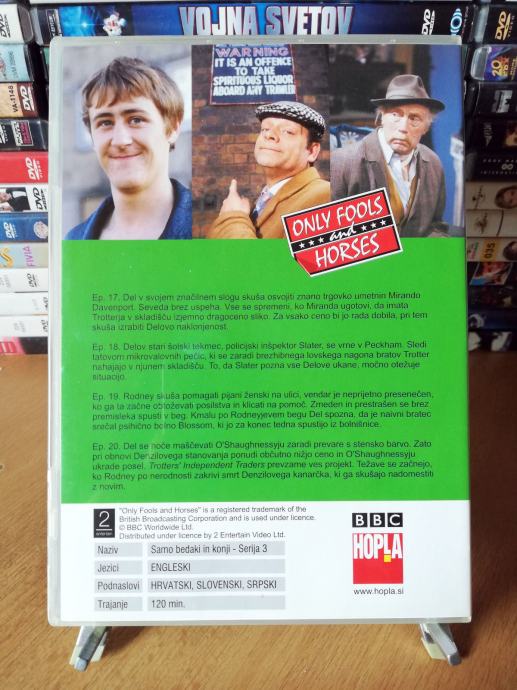 VOJNA SVETOV
WARNING
IT IS AN OFFENCE
TO TAKE
SPIRITUOUS LIQUOR
ABOARD ANY TRAWLER
ONLY FOOLS
and
HORSES
Ep. 17. Del v svojem značilnem slogu skuša osvojiti znano trgovko umetnin Mirando
Davenport. Seveda brez uspeha. Vse se spremeni, ko Miranda ugotovi, da imata
Trotterja v skladišču izjemno dragoceno sliko. Za vsako ceno bi jo rada dobila, pri tem
skuša izrabiti Delovo naklonjenost.
Ep. 18. Delov stari šolski tekmec, policijski inšpektor Slater, se vrne v Peckham. Sledi
tatovom mikrovalovnih pečic, ki se zaradi brezhibnega lovskega nagona bratov Trotter
nahajajo v njunem skladišču. To, da Slater pozna vse Delove ukane, močno otežuje
situacijo.
Ep. 19. Rodney skuša pomagati pijani ženski na ulici, vendar je neprijetno presenečen,
ko ga ta začne obtoževati posilstva in klicati na pomoč. Zmeden in prestrašen se brez
premisleka spusti v beg. Kmalu po Rodneyjevem begu Del spozna, da je naivni bratec
srečal psihično bolno Blossom, ki jo za konec tedna spustijo iz bolnišnice.
Ep. 20. Del se noče maščevati O'Shaughnessyju zaradi prevare s stensko barvo. Zato
pri obnovi Denzilovega stanovanja ponudi občutno nižjo ceno in O'Shaughnessyju
ukrade posel. Trotters' Independent Traders prevzame ves projekt. Težave se začnejo,
ko Rodney po nerodnosti zakrivi smrt Denzilovega kanarčka, ki ga skušajo nadomestiti
z novim.
2
entertain
"Only Fools and Horses" is a registered trademark of the
British Broadcasting Corporation and is used under licence.
© BBC Worldwide Ltd.
Distributed under licence by 2 Entertain Video Ltd.
Naziv Samo bedaki in konji - Serija 3
Jezici ENGLESKI
Podnaslovi HRVATSKI, SLOVENSKI, SRPSKI
Trajanje 120 min.
BBC
HOPLA
www.hopla.si
VA-1148
DVD
SIVIA
035